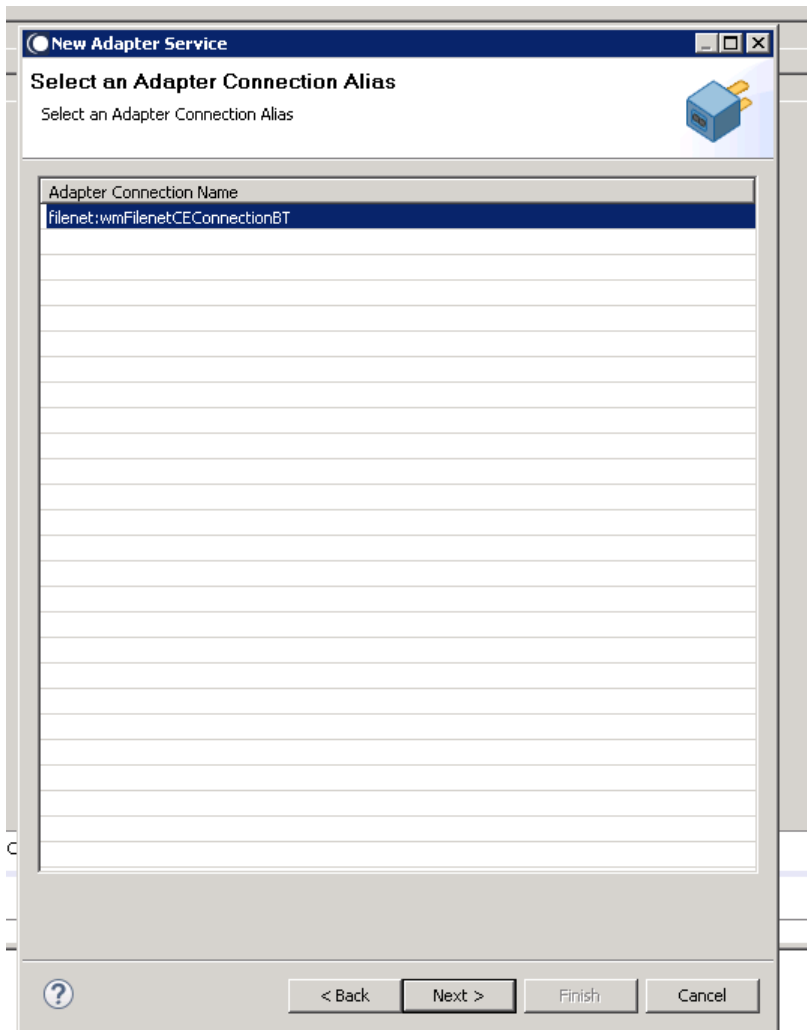 New Adapter Service
Select an Adapter Connection Alias
Select an Adapter Connection Alias
Adapter Connection Name
filenet:wmFilenetCEConnectionBT
C
?
< Back Next > Finish Cancel